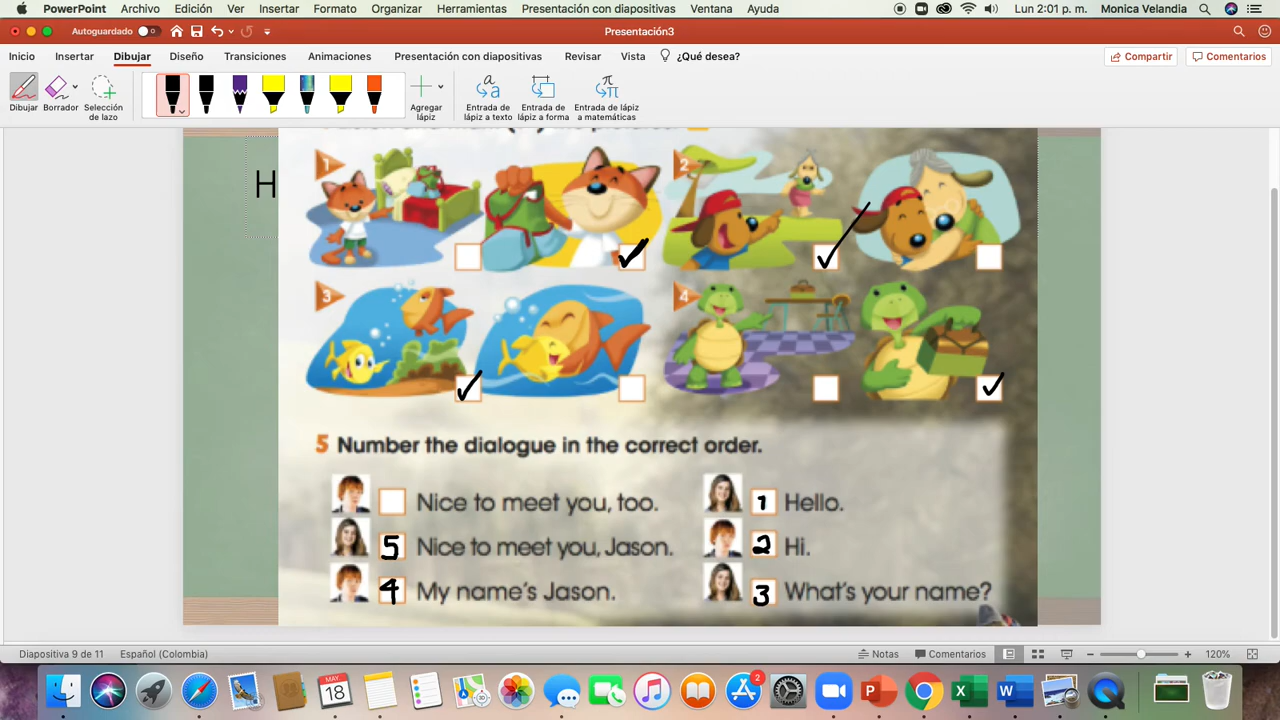 PowerPoint Archivo Edición Ver Insertar Formato Organizar Herramientas Presentación con diapositivas Ventana Ayuda Lun 2:01 p. m. Monica Velandia
Autoguardado Presentación3
Inicio Insertar Dibujar Diseño Transiciones Animaciones Presentación con diapositivas Revisar Vista ¿Qué desea? Compartir Comentarios
Dibujar Borrador Selección de lazo Agregar lápiz Entrada de lápiz a texto Entrada de lápiz a forma Entrada de lápiz a matemáticas
H
1 2
3 4
5 Number the dialogue in the correct order.
Nice to meet you, too. 1 Hello.
5 Nice to meet you, Jason. 2 Hi.
4 My name's Jason. 3 What's your name?
Diapositiva 9 de 11 Español (Colombia) Notas Comentarios 120%
MAY 18 2